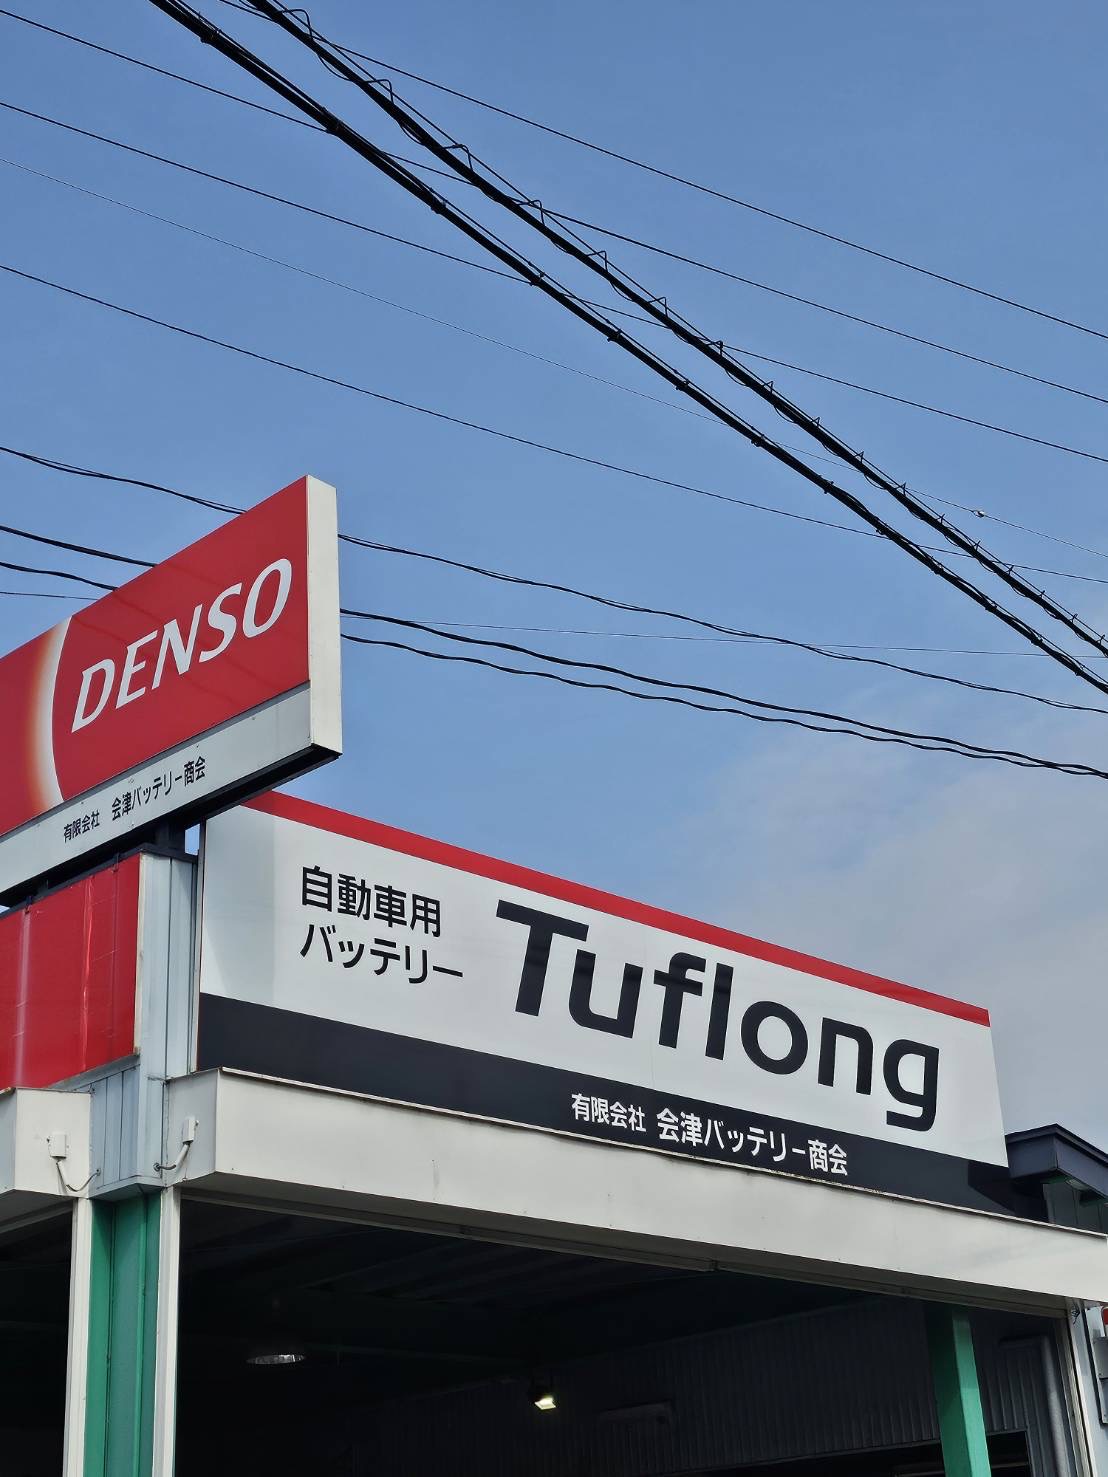 DENSO
有限会社 会津バッテリー商会
自動車用
バッテリー
Tuflong
有限会社 会津バッテリー商会